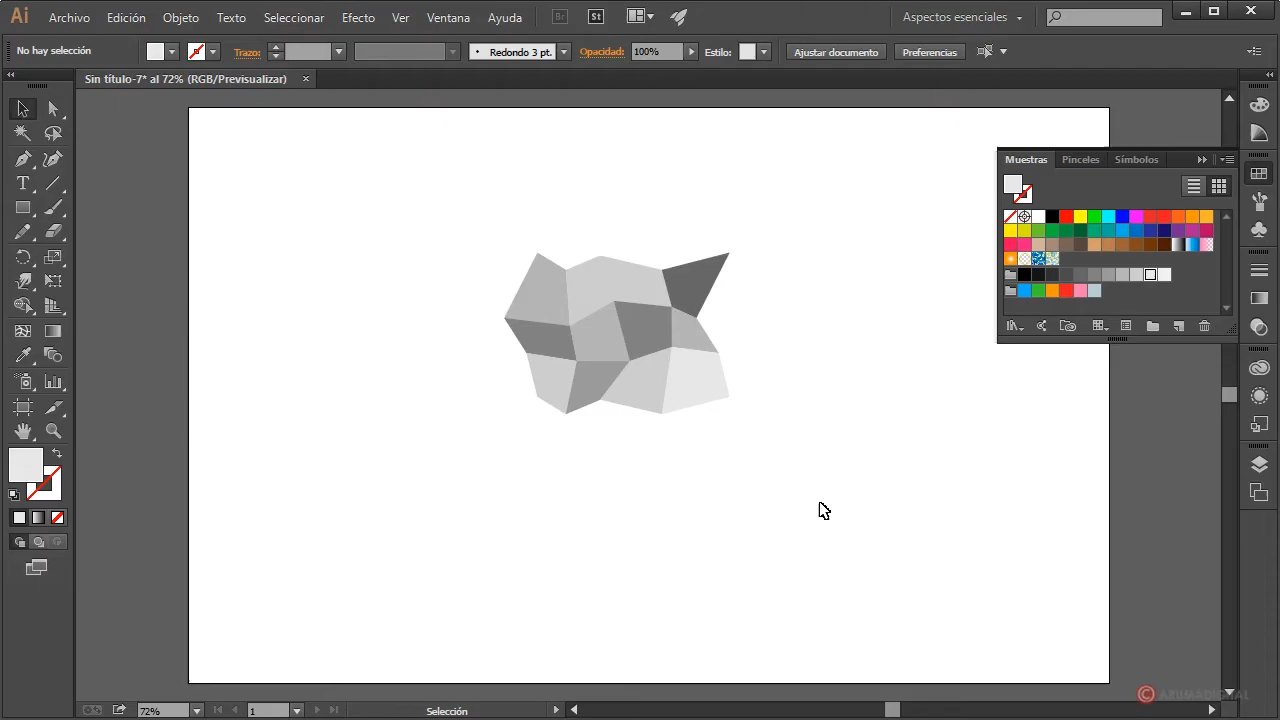 Ai Archivo Edición Objeto Texto Seleccionar Efecto Ver Ventana Ayuda Br St Aspectos esenciales
No hay selección Trazo: Redondo 3 pt. Opacidad: 100% Estilo: Ajustar documento Preferencias
Sin título-7* al 72% (RGB/Previsualizar)
Muestras Pinceles Símbolos
© ARUMADIGITAL
72% 1 Selección